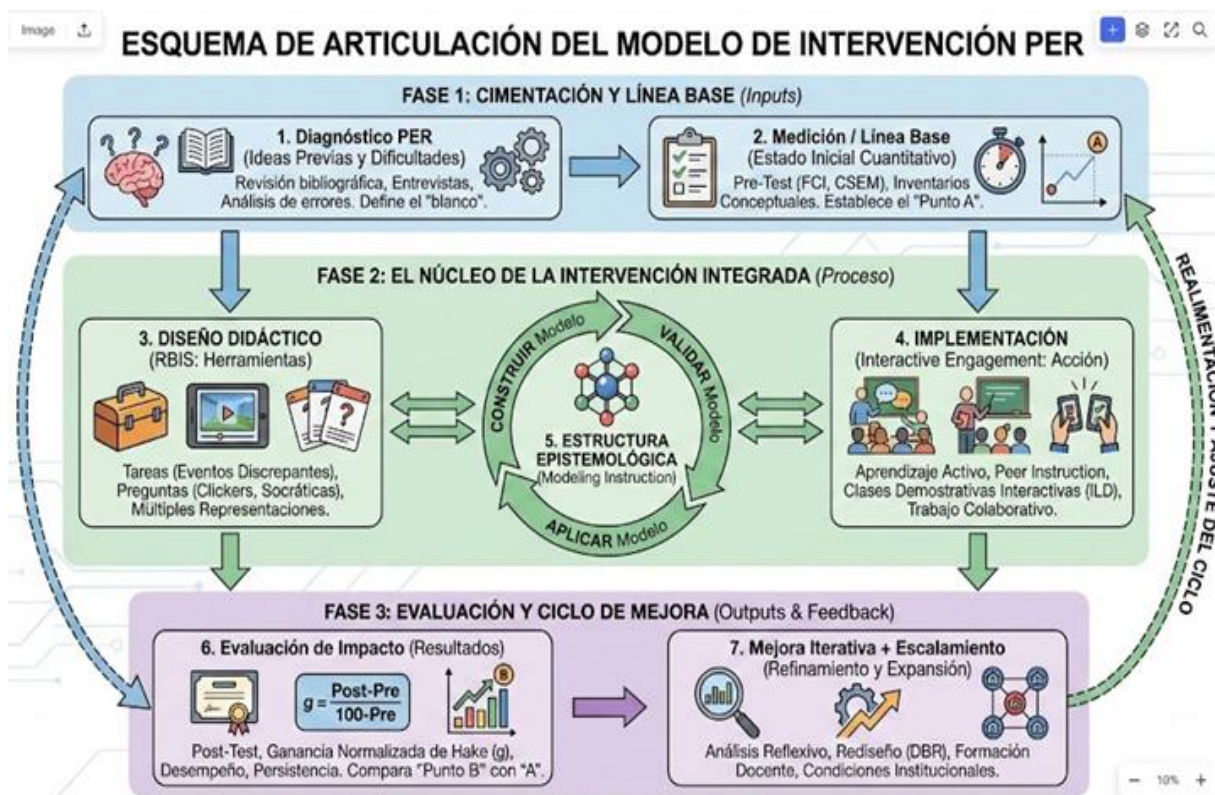 Image
ESQUEMA DE ARTICULACIÓN DEL MODELO DE INTERVENCIÓN PER
FASE 1: CIMENTACIÓN Y LÍNEA BASE (Inputs)
1. Diagnóstico PER
(Ideas Previas y Dificultades)
Revisión bibliográfica, Entrevistas,
Análisis de errores. Define el "blanco".
2. Medición / Línea Base
(Estado Inicial Cuantitativo)
Pre-Test (FCI, CSEM), Inventarios
Conceptuales. Establece el "Punto A".
A
FASE 2: EL NÚCLEO DE LA INTERVENCIÓN INTEGRADA (Proceso)
3. DISEÑO DIDÁCTICO
(RBIS: Herramientas)
Tareas (Eventos Discrepantes),
Preguntas (Clickers, Socráticas),
Múltiples Representaciones.
CONSTRUIR Modelo
VALIDAR Modelo
APLICAR Modelo
5. ESTRUCTURA
EPISTEMOLÓGICA
(Modeling Instruction)
4. IMPLEMENTACIÓN
(Interactive Engagement: Acción)
Aprendizaje Activo, Peer Instruction,
Clases Demostrativas Interactivas (ILD),
Trabajo Colaborativo.
REALIMENTACIÓN Y AJUSTE DEL CICLO
FASE 3: EVALUACIÓN Y CICLO DE MEJORA (Outputs & Feedback)
6. Evaluación de Impacto (Resultados)
g = Post-Pre
100-Pre
B
Post-Test, Ganancia Normalizada de Hake (g),
Desempeño, Persistencia. Compara "Punto B" con "A".
7. Mejora Iterativa + Escalamiento
(Refinamiento y Expansión)
Análisis Reflexivo, Rediseño (DBR), Formación
Docente, Condiciones Institucionales.
— 10% +